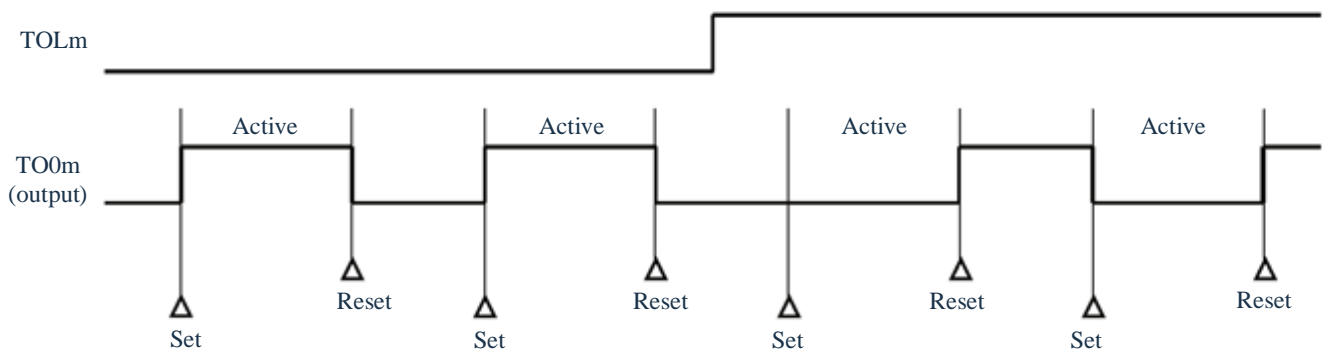 TOLm
Active
Active
Active
Active
TO0m
(output)
Reset
Reset
Reset
Reset
Set
Set
Set
Set